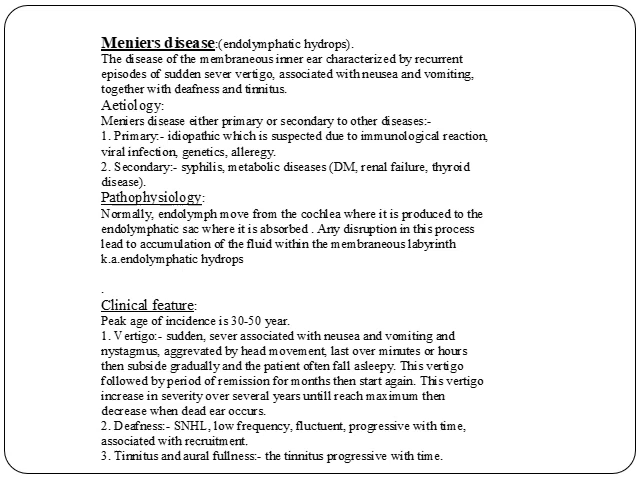 Meniers disease:(endolymphatic hydrops).
The disease of the membraneous inner ear characterized by recurrent
episodes of sudden sever vertigo, associated with neusea and vomiting,
together with deafness and tinnitus.
Aetiology:
Meniers disease either primary or secondary to other diseases:-
1. Primary:- idiopathic which is suspected due to immunological reaction,
viral infection, genetics, alleregy.
2. Secondary:- syphilis, metabolic diseases (DM, renal failure, thyroid
disease).
Pathophysiology:
Normally, endolymph move from the cochlea where it is produced to the
endolymphatic sac where it is absorbed . Any disruption in this process
lead to accumulation of the fluid within the membraneous labyrinth
k.a.endolymphatic hydrops
.
Clinical feature:
Peak age of incidence is 30-50 year.
1. Vertigo:- sudden, sever associated with neusea and vomiting and
nystagmus, aggrevated by head movement, last over minutes or hours
then subside gradually and the patient often fall asleepy. This vertigo
followed by period of remission for months then start again. This vertigo
increase in severity over several years untill reach maximum then
decrease when dead ear occurs.
2. Deafness:- SNHL, low frequency, fluctuent, progressive with time,
associated with recruitment.
3. Tinnitus and aural fullness:- the tinnitus progressive with time.